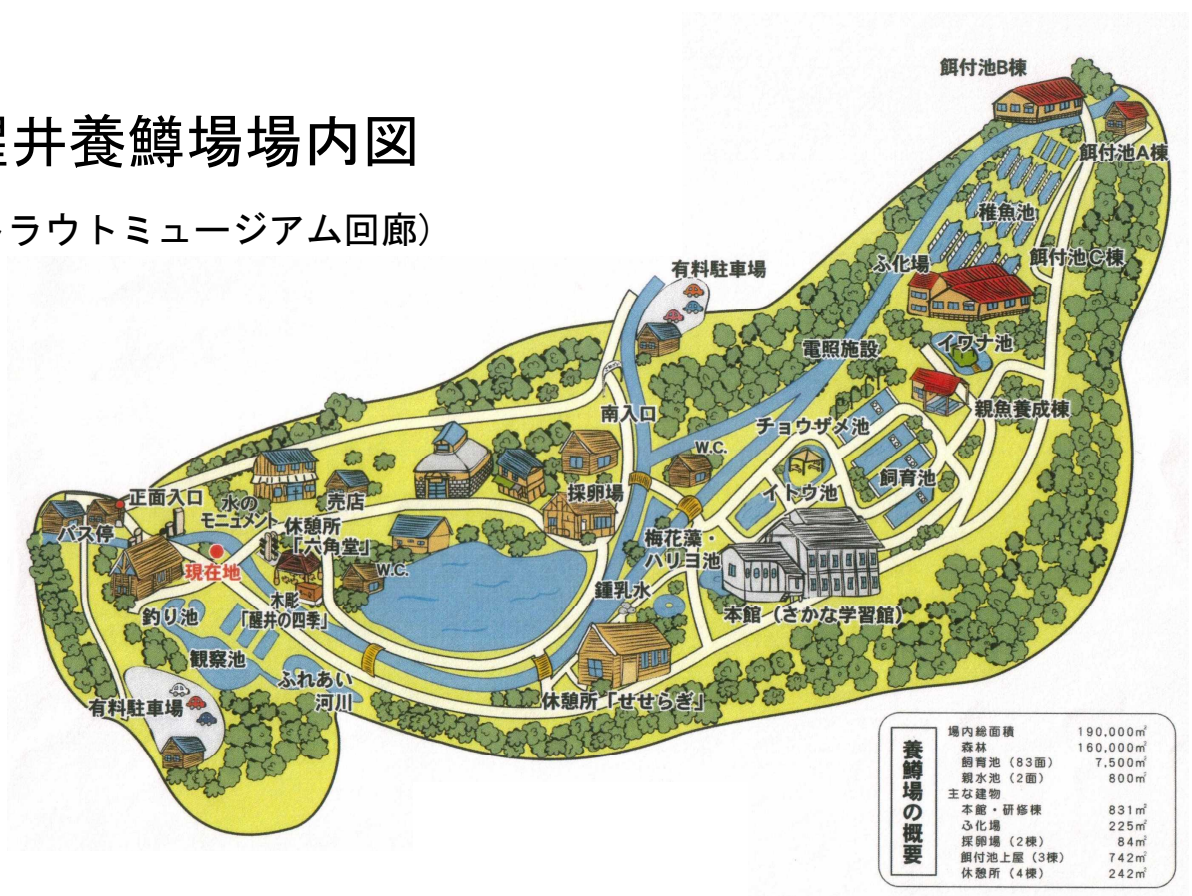 井養鱒場場内図
ラウトミュージアム回廊)
餌付池B棟
餌付池A棟
稚魚池
餌付池C棟
ふ化場
有料駐車場
イワナ池
電照施設
親魚養成棟
南入口
チョウザメ池
W.C.
飼育池
イトウ池
採卵場
正面入口
水の
モニュメント
売店
バス停
休憩所
「六角堂」
梅花藻・
ハリヨ池
現在地
W.C.
鍾乳水
釣り池
木彫
「醒井の四季」
本館（さかな学習館）
観察池
ふれあい
河川
有料駐車場
休憩所「せせらぎ」
養鱒場の概要
場内総面積 190,000㎡
森林 160,000㎡
飼育池（83面） 7,500㎡
親水池（2面） 800㎡
主な建物
本館・研修棟 831㎡
ふ化場 225㎡
採卵場（2棟） 84㎡
餌付池上屋（3棟） 742㎡
休憩所（4棟） 242㎡